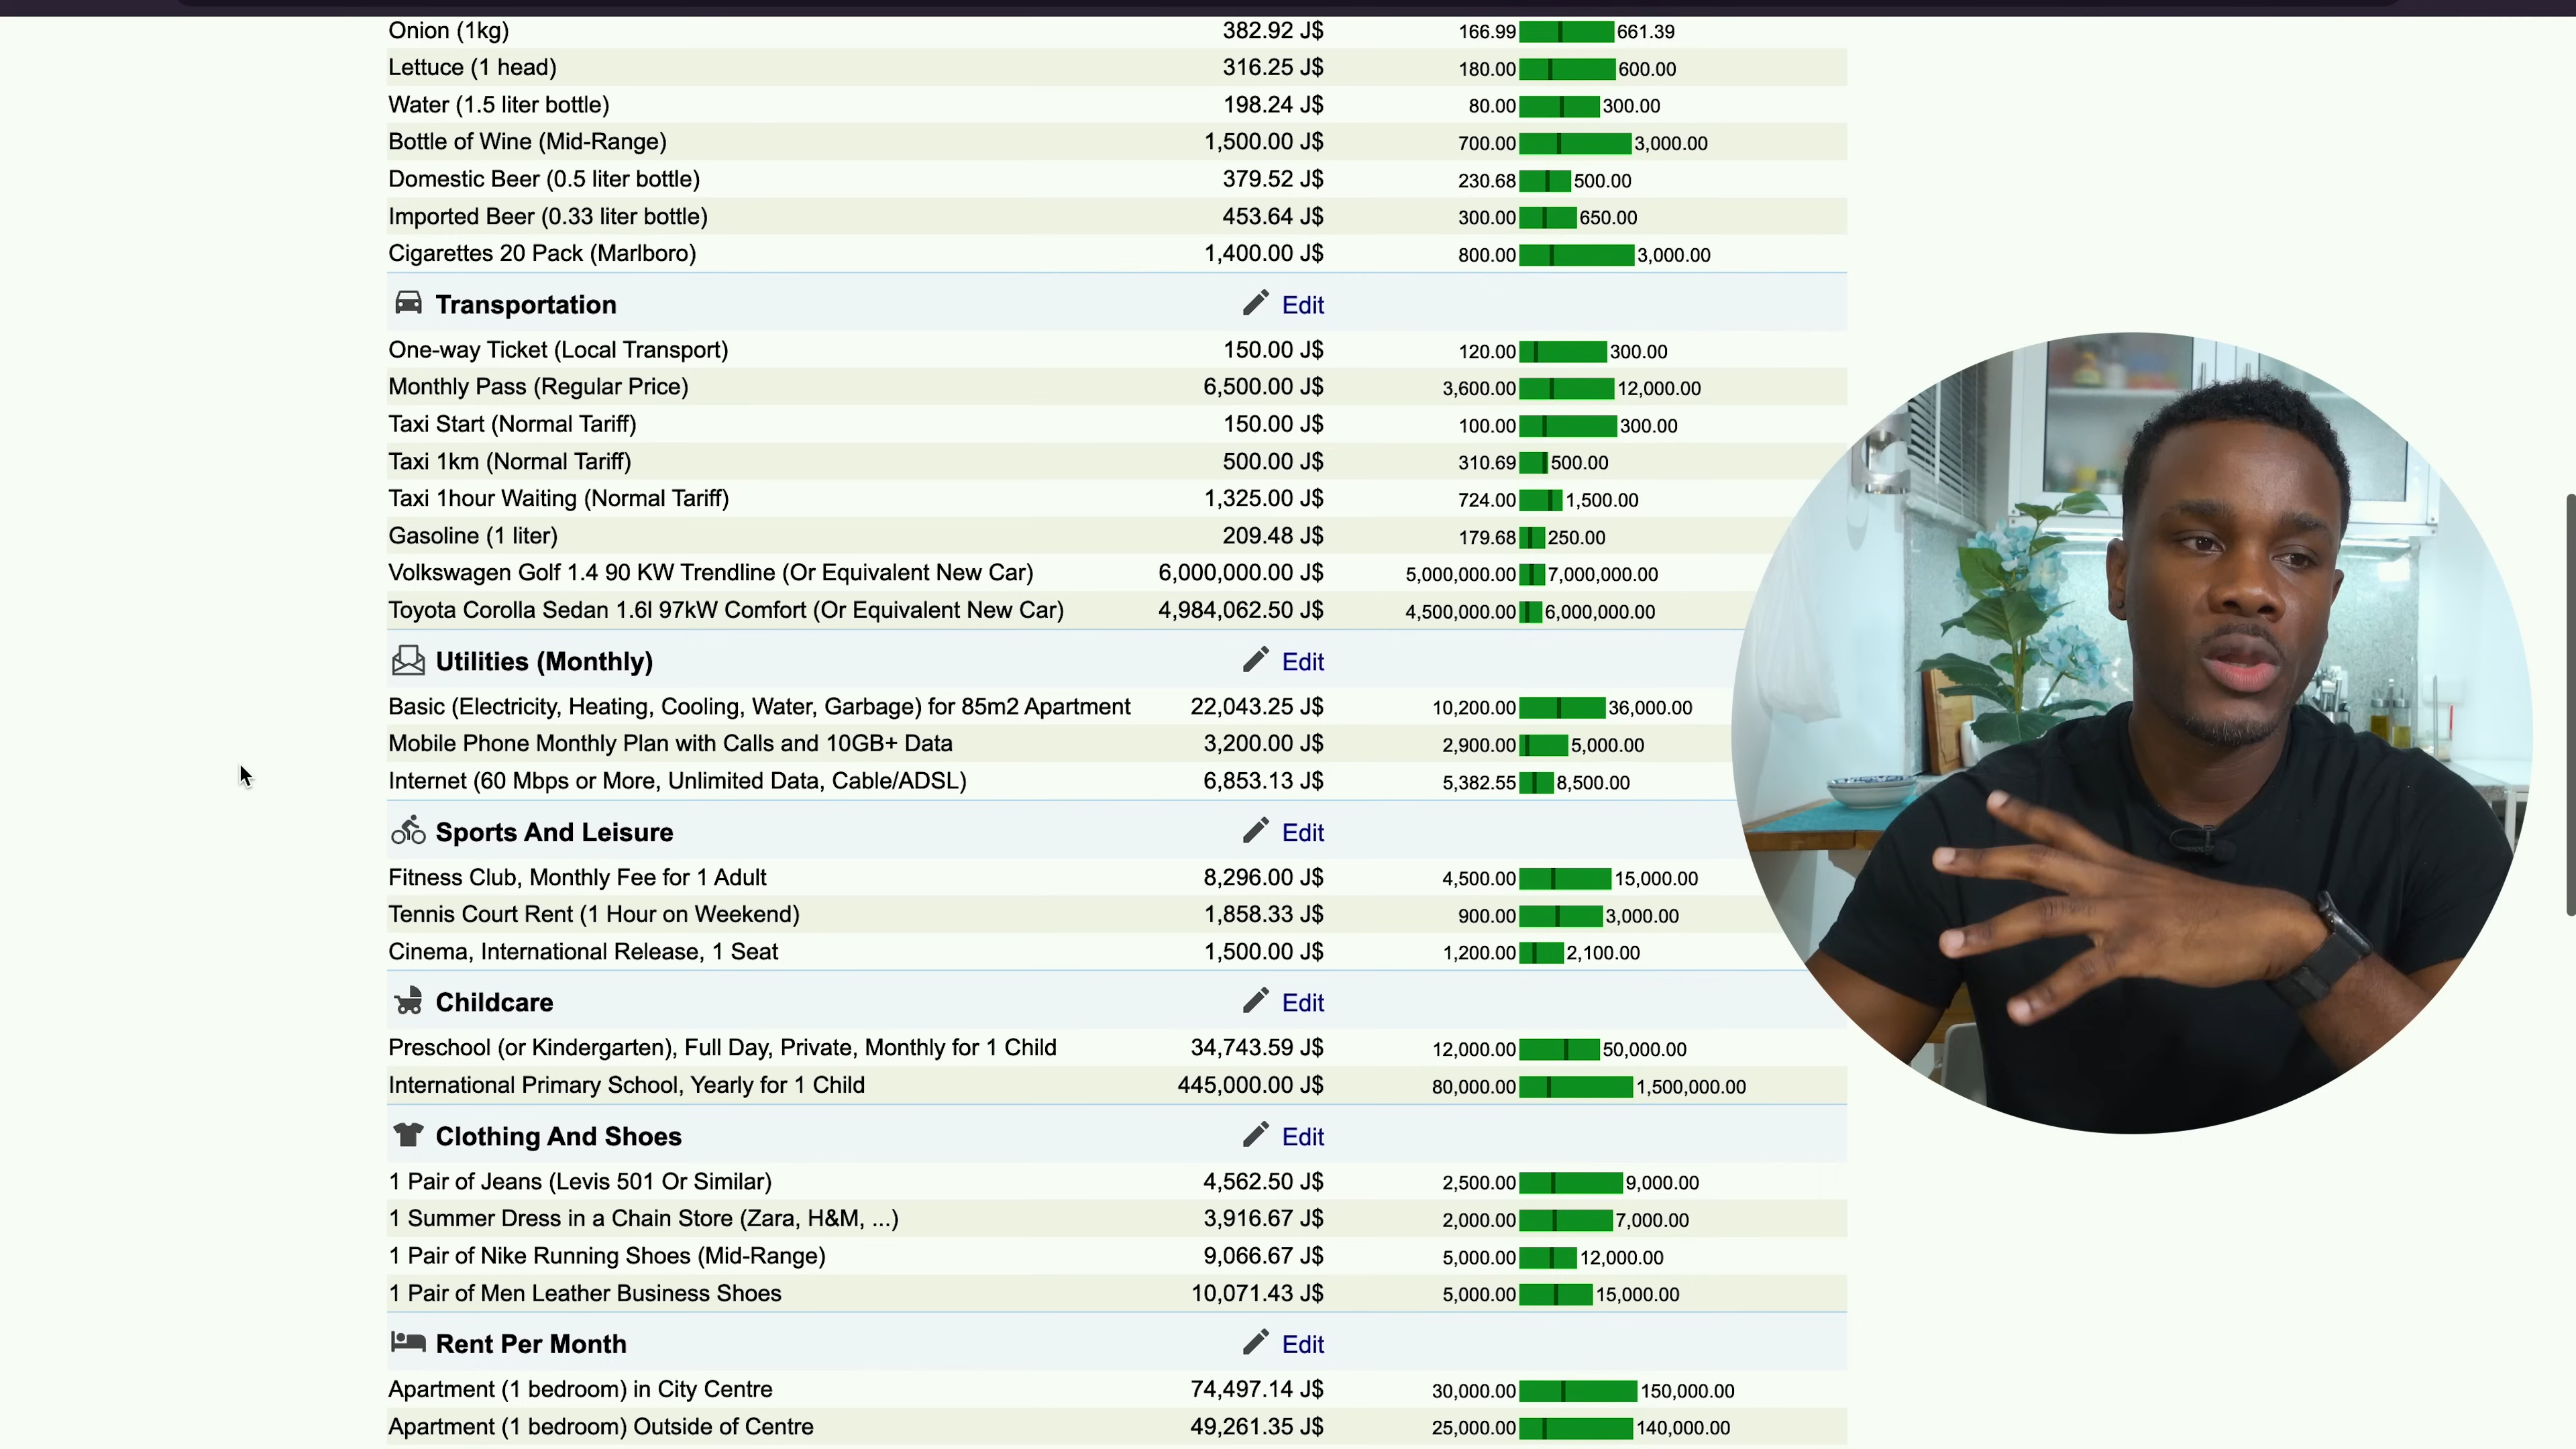 Onion (1kg) 382.92 J$ 166.99 661.39
Lettuce (1 head) 316.25 J$ 180.00 600.00
Water (1.5 liter bottle) 198.24 J$ 80.00 300.00
Bottle of Wine (Mid-Range) 1,500.00 J$ 700.00 3,000.00
Domestic Beer (0.5 liter bottle) 379.52 J$ 230.68 500.00
Imported Beer (0.33 liter bottle) 453.64 J$ 300.00 650.00
Cigarettes 20 Pack (Marlboro) 1,400.00 J$ 800.00 3,000.00
Transportation Edit
One-way Ticket (Local Transport) 150.00 J$ 120.00 300.00
Monthly Pass (Regular Price) 6,500.00 J$ 3,600.00 12,000.00
Taxi Start (Normal Tariff) 150.00 J$ 100.00 300.00
Taxi 1km (Normal Tariff) 500.00 J$ 310.69 500.00
Taxi 1hour Waiting (Normal Tariff) 1,325.00 J$ 724.00 1,500.00
Gasoline (1 liter) 209.48 J$ 179.68 250.00
Volkswagen Golf 1.4 90 KW Trendline (Or Equivalent New Car) 6,000,000.00 J$ 5,000,000.00 7,000,000.00
Toyota Corolla Sedan 1.6l 97kW Comfort (Or Equivalent New Car) 4,984,062.50 J$ 4,500,000.00 6,000,000.00
Utilities (Monthly) Edit
Basic (Electricity, Heating, Cooling, Water, Garbage) for 85m2 Apartment 22,043.25 J$ 10,200.00 36,000.00
Mobile Phone Monthly Plan with Calls and 10GB+ Data 3,200.00 J$ 2,900.00 5,000.00
Internet (60 Mbps or More, Unlimited Data, Cable/ADSL) 6,853.13 J$ 5,382.55 8,500.00
Sports And Leisure Edit
Fitness Club, Monthly Fee for 1 Adult 8,296.00 J$ 4,500.00 15,000.00
Tennis Court Rent (1 Hour on Weekend) 1,858.33 J$ 900.00 3,000.00
Cinema, International Release, 1 Seat 1,500.00 J$ 1,200.00 2,100.00
Childcare Edit
Preschool (or Kindergarten), Full Day, Private, Monthly for 1 Child 34,743.59 J$ 12,000.00 50,000.00
International Primary School, Yearly for 1 Child 445,000.00 J$ 80,000.00 1,500,000.00
Clothing And Shoes Edit
1 Pair of Jeans (Levis 501 Or Similar) 4,562.50 J$ 2,500.00 9,000.00
1 Summer Dress in a Chain Store (Zara, H&M, ...) 3,916.67 J$ 2,000.00 7,000.00
1 Pair of Nike Running Shoes (Mid-Range) 9,066.67 J$ 5,000.00 12,000.00
1 Pair of Men Leather Business Shoes 10,071.43 J$ 5,000.00 15,000.00
Rent Per Month Edit
Apartment (1 bedroom) in City Centre 74,497.14 J$ 30,000.00 150,000.00
Apartment (1 bedroom) Outside of Centre 49,261.35 J$ 25,000.00 140,000.00